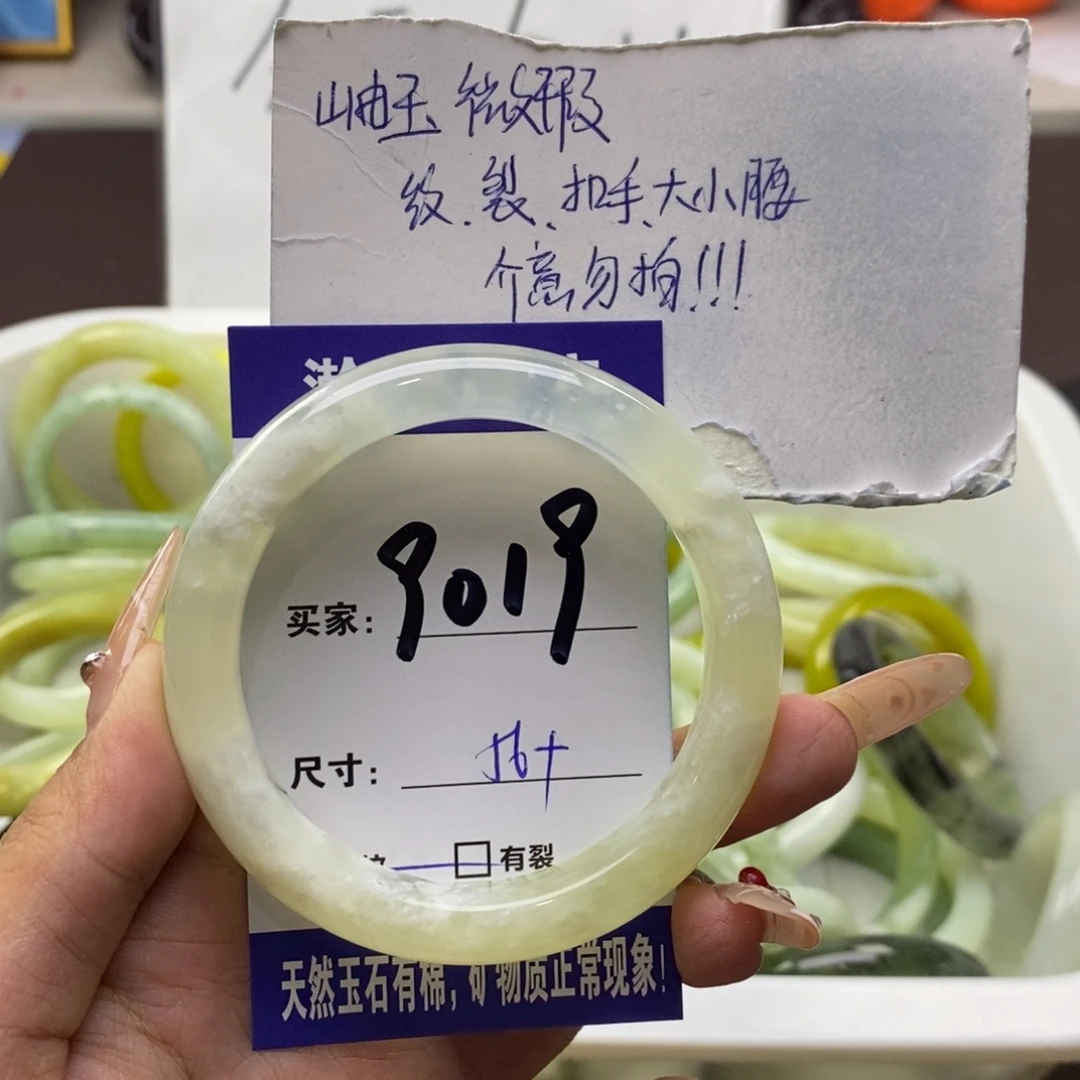 岫玉 微瑕
纹、裂、扣手、大小腰
介意勿拍!!!
买家: 9019
尺寸: 56+
有裂
天然玉石有棉,矿物质正常现象!